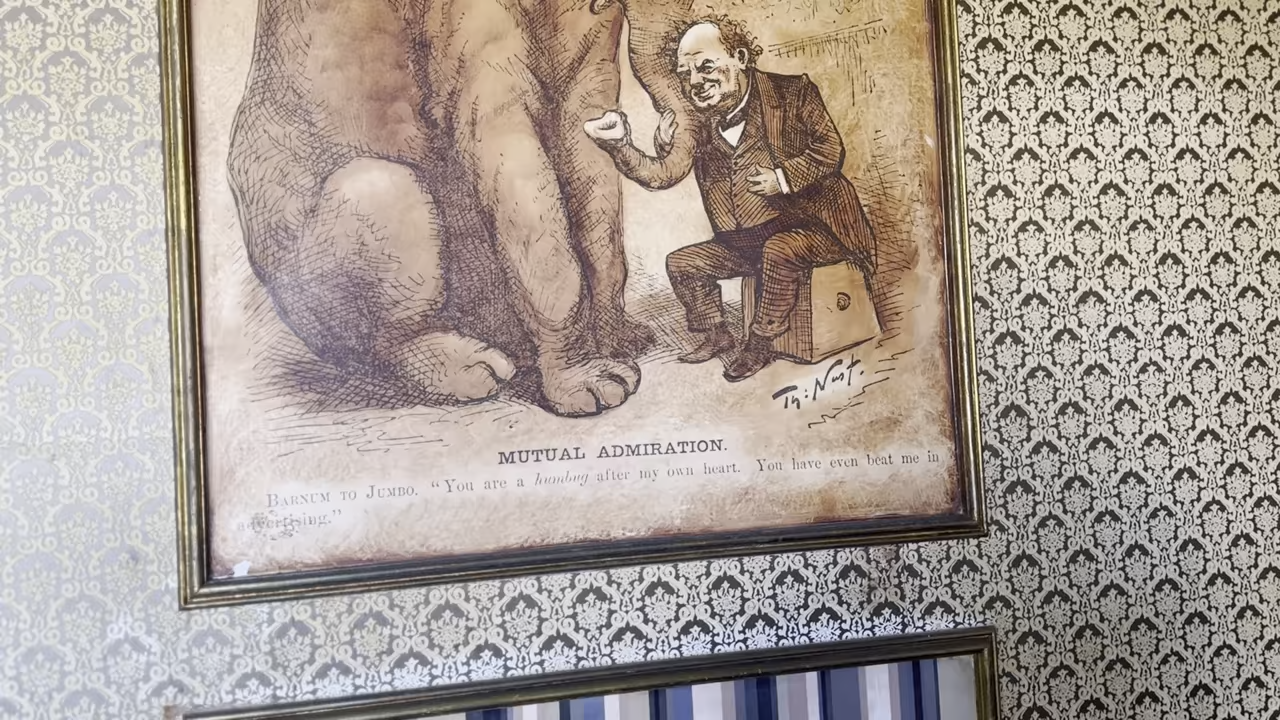 Th: Nast.
MUTUAL ADMIRATION.
BARNUM TO JUMBO. “You are a humbug after my own heart. You have even beat me in
advertising.”